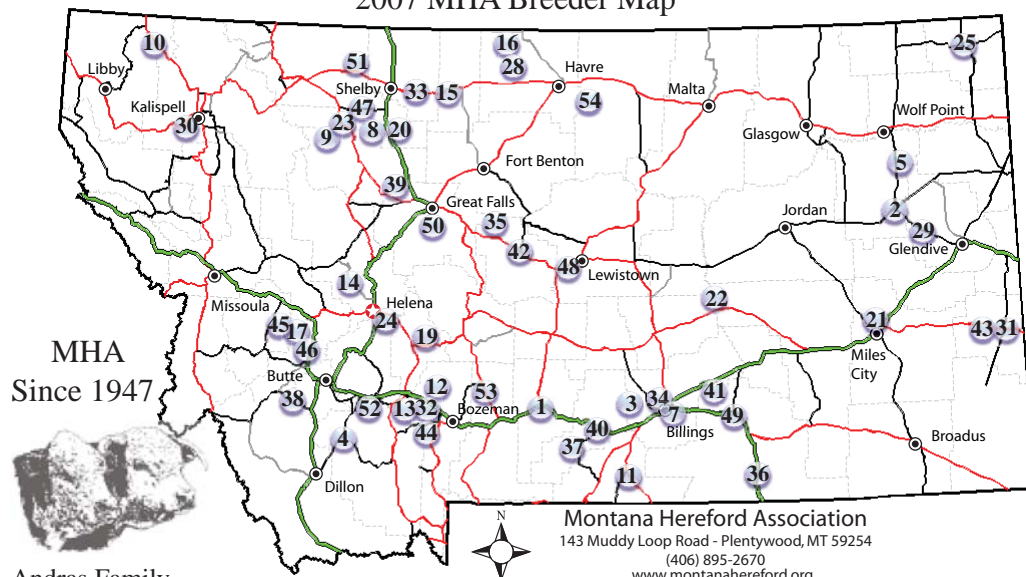 2007 MHA Breeder Map
10
16
25
51
28
Libby
Havre
Shelby
33
15
Malta
Kalispell
47
54
30
23
9
8
20
Glasgow
Wolf Point
Fort Benton
5
39
Great Falls
35
Jordan
2
50
29
42
Glendive
48
Lewistown
14
Missoula
Helena
22
24
21
45
17
19
43
31
46
Miles
City
MHA
Since 1947
Butte
12
53
41
38
52
13
32
Bozeman
1
3
34
7
49
Billings
4
44
40
Broadus
37
11
36
Dillon
N
Montana Hereford Association
143 Muddy Loop Road - Plentywood, MT 59254
(406) 895-2670
www.montanahereford.org
Andras Family